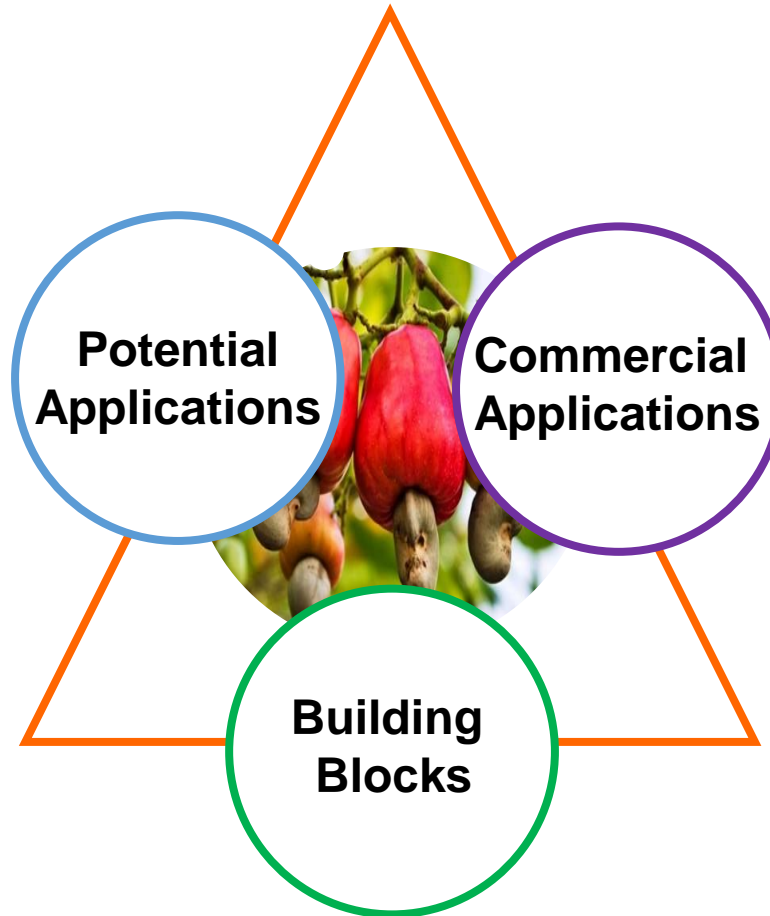 Potential
Applications
Commercial
Applications
Building
Blocks